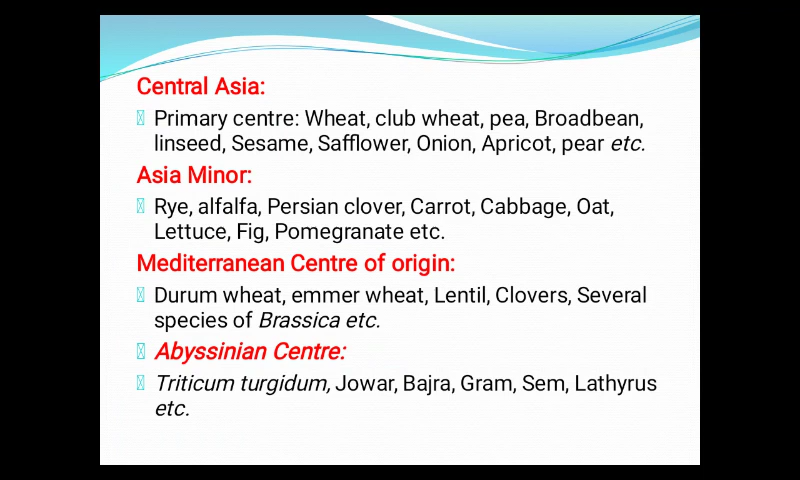 Central Asia:
Primary centre: Wheat, club wheat, pea, Broadbean,
linseed, Sesame, Safflower, Onion, Apricot, pear etc.
Asia Minor:
Rye, alfalfa, Persian clover, Carrot, Cabbage, Oat,
Lettuce, Fig, Pomegranate etc.
Mediterranean Centre of origin:
Durum wheat, emmer wheat, Lentil, Clovers, Several
species of Brassica etc.
Abyssinian Centre:
Triticum turgidum, Jowar, Bajra, Gram, Sem, Lathyrus
etc.